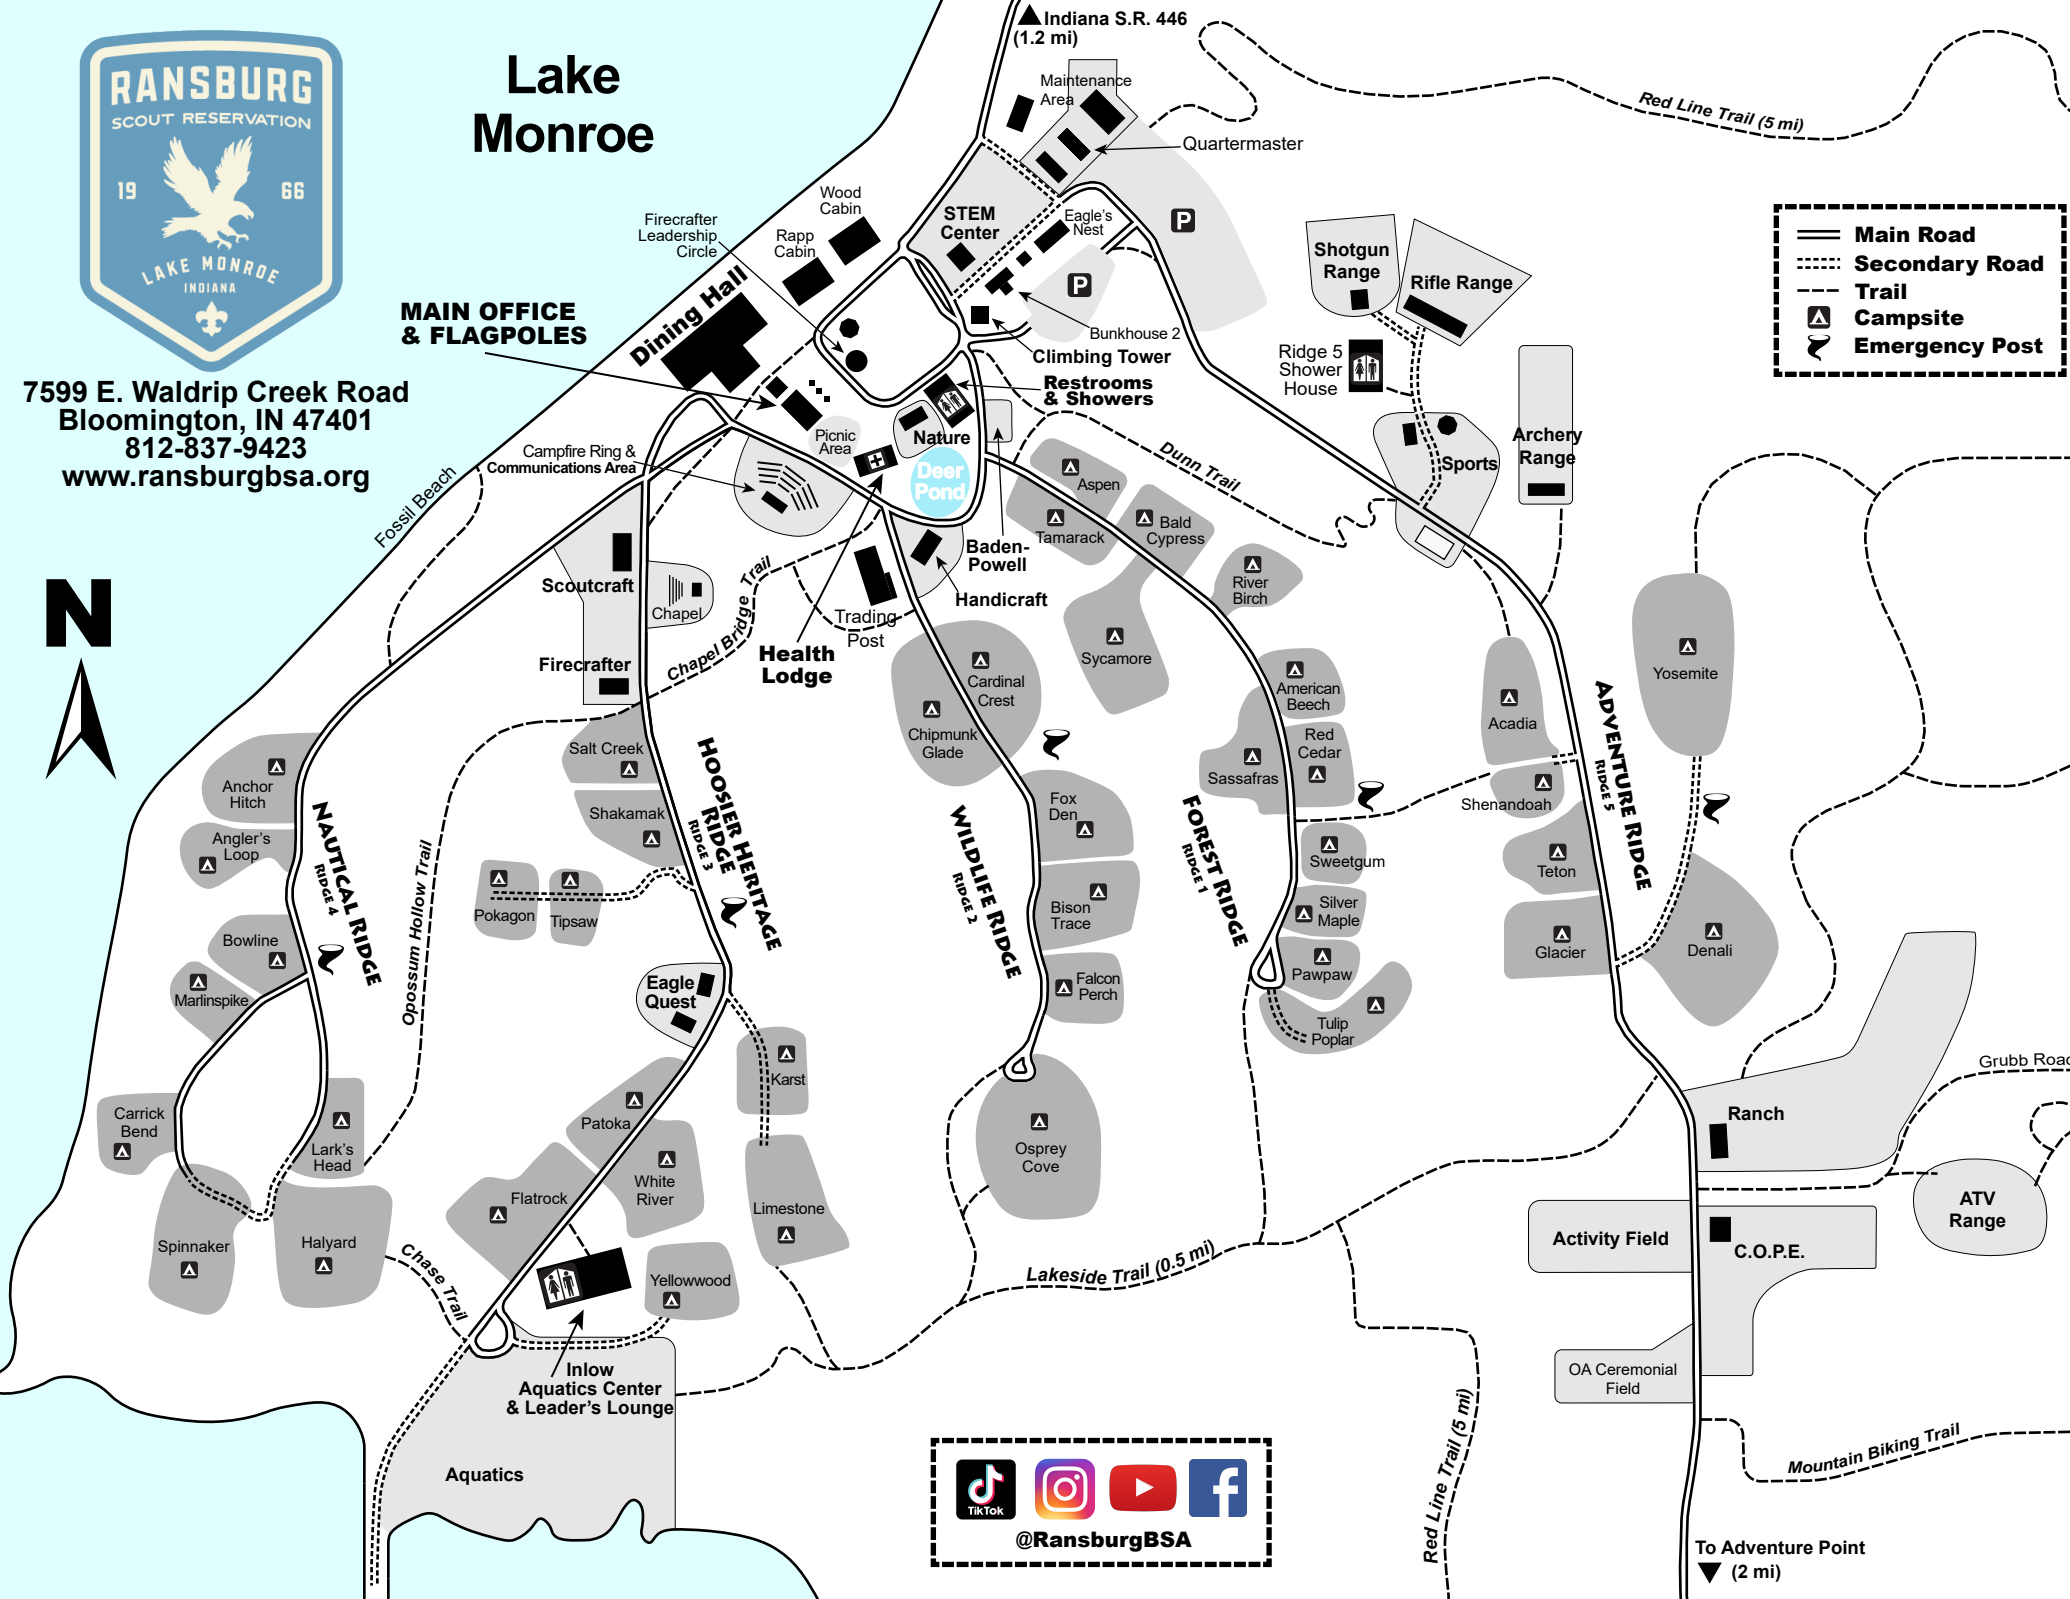 RANSBURG
SCOUT RESERVATION
19 66
LAKE MONROE
INDIANA
7599 E. Waldrip Creek Road
Bloomington, IN 47401
812-837-9423
www.ransburgbsa.org
Lake
Monroe
Indiana S.R. 446
(1.2 mi)
Maintenance
Area
Quartermaster
Red Line Trail (5 mi)
Main Road
Secondary Road
Trail
Campsite
Emergency Post
Wood
Cabin
Rapp
Cabin
Firecrafter
Leadership
Circle
STEM
Center
Eagle's
Nest
P
P
Bunkhouse 2
Climbing Tower
Restrooms
& Showers
Dining Hall
MAIN OFFICE
& FLAGPOLES
Picnic
Area
Nature
Deer
Pond
Campfire Ring &
Communications Area
Fossil Beach
Shotgun
Range
Rifle Range
Ridge 5
Shower
House
Sports
Archery
Range
Dunn Trail
Aspen
Tamarack
Bald
Cypress
River
Birch
Sycamore
Baden-
Powell
Handicraft
Trading
Post
Health
Lodge
Chapel Bridge Trail
Scoutcraft
Chapel
Firecrafter
N
Cardinal
Crest
Chipmunk
Glade
American
Beech
Red
Cedar
Sassafras
Acadia
Shenandoah
Teton
Glacier
Yosemite
Denali
ADVENTURE RIDGE
RIDGE 5
Salt Creek
Shakamak
Pokagon
Tipsaw
HOOSIER HERITAGE
RIDGE
RIDGE 3
Anchor
Hitch
Angler's
Loop
Bowline
Marlinspike
NAUTICAL RIDGE
RIDGE 4
Opossum Hollow Trail
WILDLIFE RIDGE
RIDGE 2
Fox
Den
Bison
Trace
Falcon
Perch
Osprey
Cove
FOREST RIDGE
RIDGE 1
Sweetgum
Silver
Maple
Pawpaw
Tulip
Poplar
Eagle
Quest
Karst
Patoka
White
River
Flatrock
Limestone
Yellowwood
Carrick
Bend
Lark's
Head
Spinnaker
Halyard
Chase Trail
Inlow
Aquatics Center
& Leader's Lounge
Aquatics
Lakeside Trail (0.5 mi)
Grubb Road
Ranch
ATV
Range
Activity Field
C.O.P.E.
OA Ceremonial
Field
Red Line Trail (5 mi)
Mountain Biking Trail
To Adventure Point
(2 mi)
TikTok
@RansburgBSA